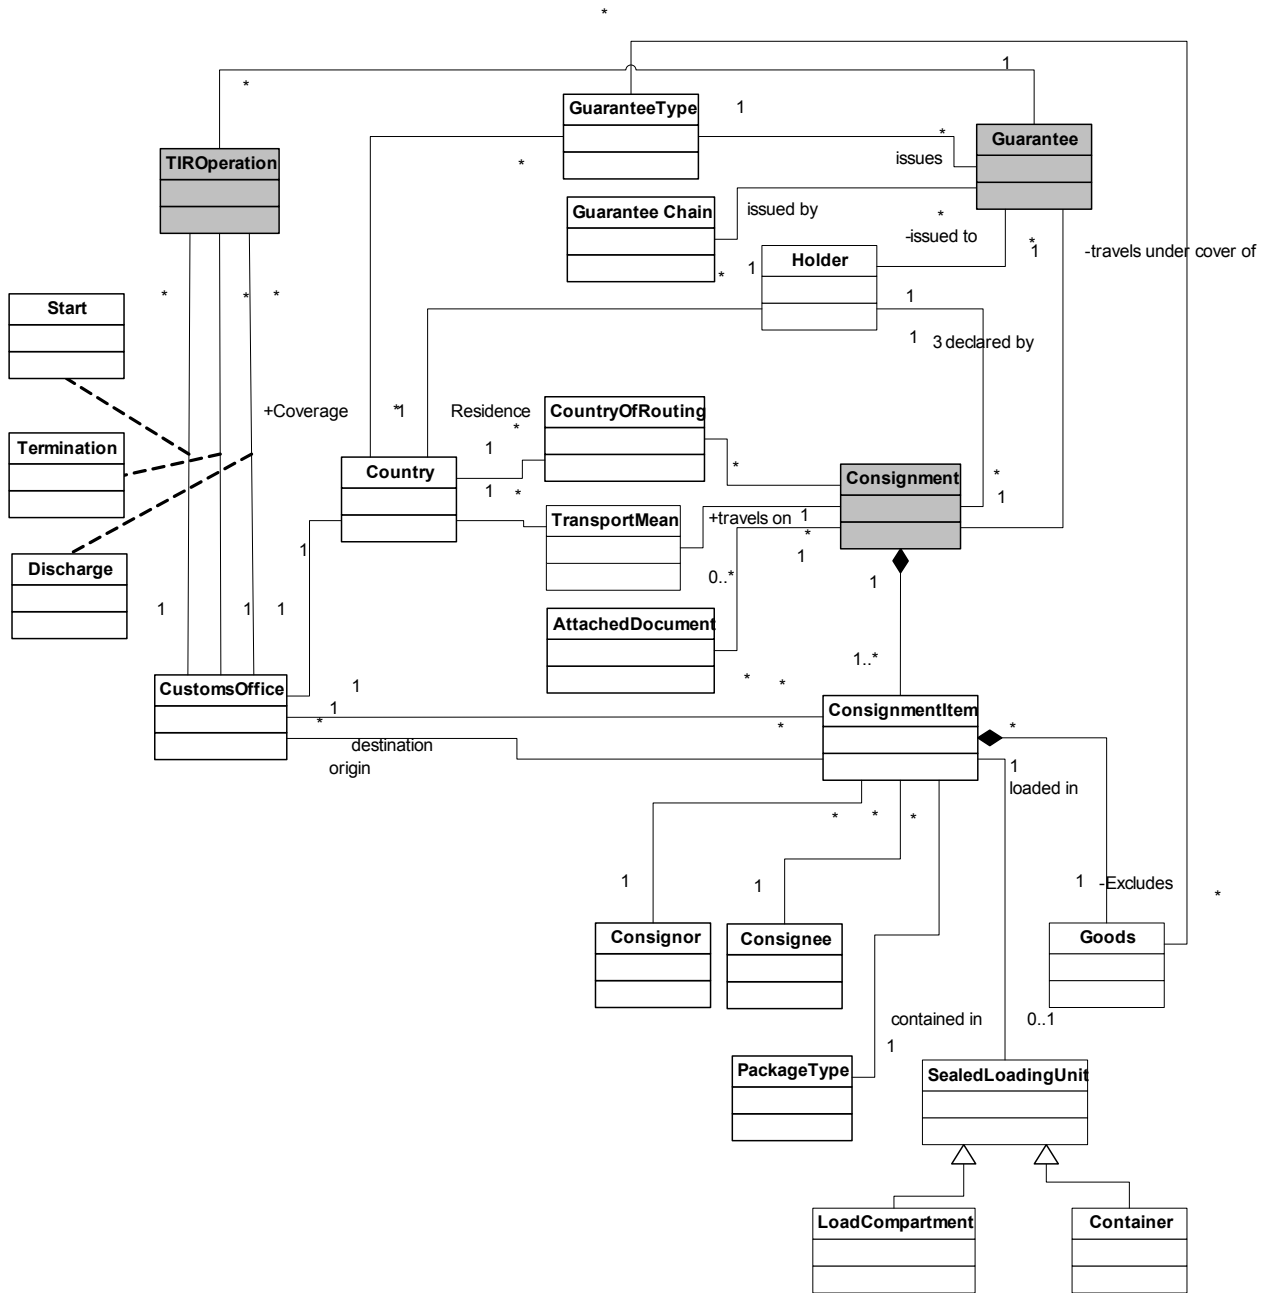 *
1
*
GuaranteeType
1
*
Guarantee
TIROperation
*
issues
Guarantee Chain
issued by
*
-issued to
*
1
-travels under cover of
Holder
1
*
*
*
*
1
Start
1
3 declared by
+Coverage
*1
Residence
CountryOfRouting
*
1
Termination
Country
*
Consignment
*
1
*
1
TransportMean
+travels on
1
*
1
1
Discharge
0..*
1
1
1
1
AttachedDocument
1..*
*
*
CustomsOffice
1
1
ConsignmentItem
*
*
*
destination
origin
1
loaded in
*
*
*
1
1
1
-Excludes
*
Consignor
Consignee
Goods
contained in
0..1
1
PackageType
SealedLoadingUnit
LoadCompartment
Container